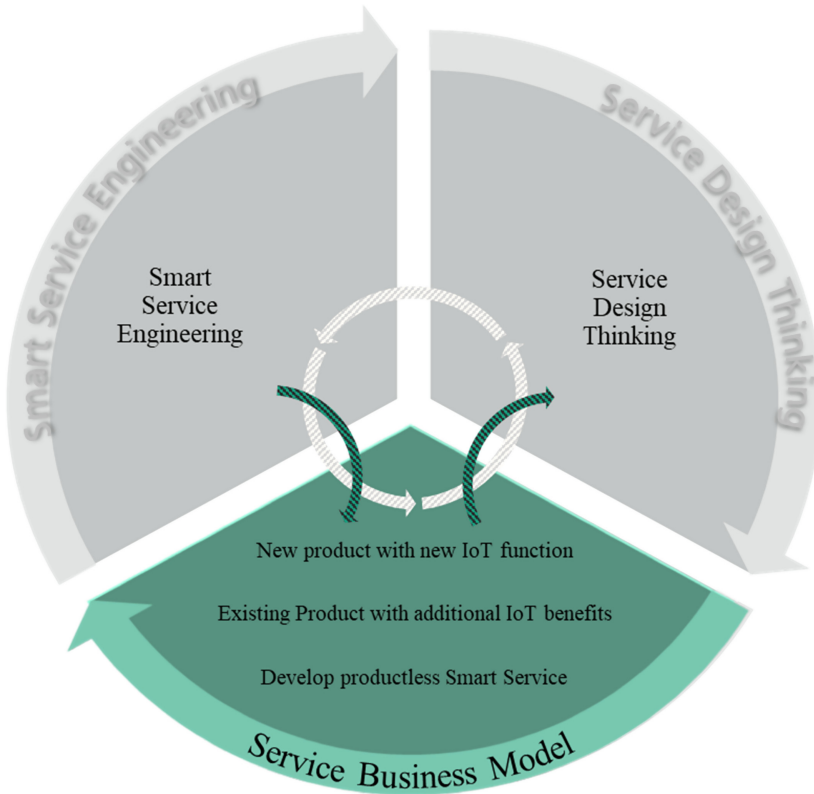 Smart Service Engineering
Service Design Thinking
Smart
Service
Engineering
Service
Design
Thinking
New product with new IoT function
Existing Product with additional IoT benefits
Develop productless Smart Service
Service Business Model